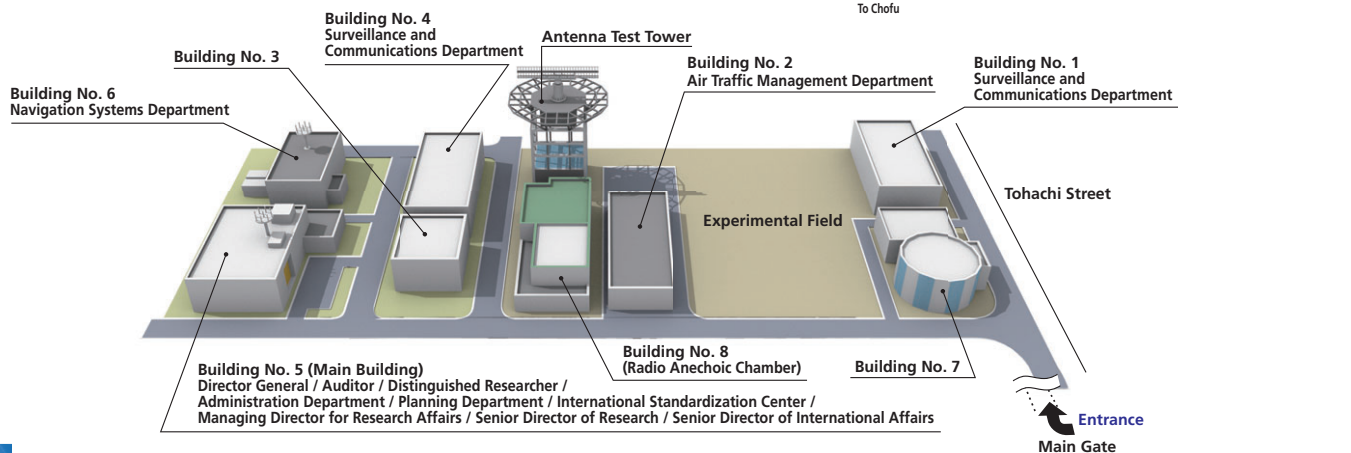 To Chofu
Building No. 4
Surveillance and
Communications Department
Antenna Test Tower
Building No. 3
Building No. 2
Air Traffic Management Department
Building No. 1
Surveillance and
Communications Department
Building No. 6
Navigation Systems Department
Tohachi Street
Experimental Field
Building No. 8
(Radio Anechoic Chamber)
Building No. 7
Building No. 5 (Main Building)
Director General / Auditor / Distinguished Researcher /
Administration Department / Planning Department / International Standardization Center /
Managing Director for Research Affairs / Senior Director of Research / Senior Director of International Affairs
Entrance
Main Gate